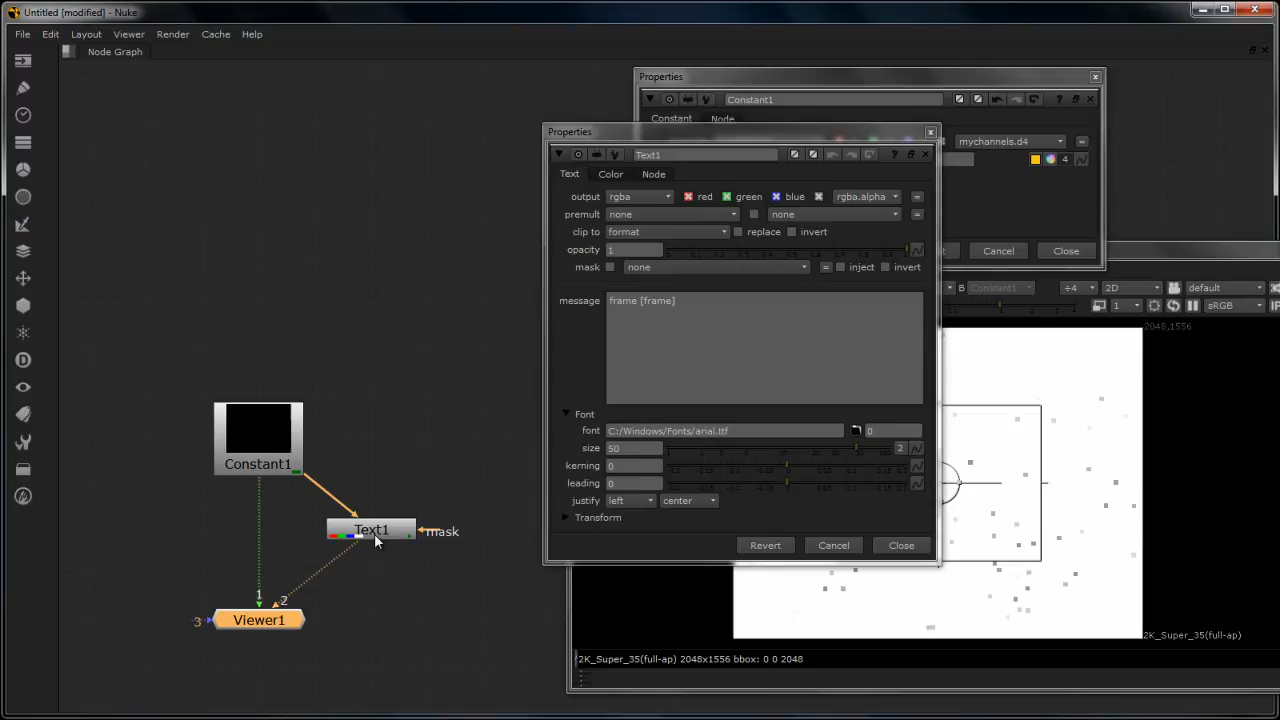 Untitled [modified] - Nuke
File Edit Layout Viewer Render Cache Help
Node Graph
Properties
Constant1
Constant Node
mychannels.d4
4
Cancel Close
Properties
Text1
Text Color Node
output rgba red green blue rgba.alpha =
premult none none =
clip to format replace invert
opacity 1
mask none = inject invert
message frame [frame]
Font
font C:/Windows/Fonts/arial.ttf 0
size 50 2
kerning 0
leading 0
justify left center
Transform
Revert Cancel Close
B Constant1 ÷4 2D default
1 sRGB IP
2048,1556
2K_Super_35(full-ap)
2K_Super_35(full-ap) 2048x1556 bbox: 0 0 2048
Constant1
Text1
mask
1 2
3 Viewer1
D